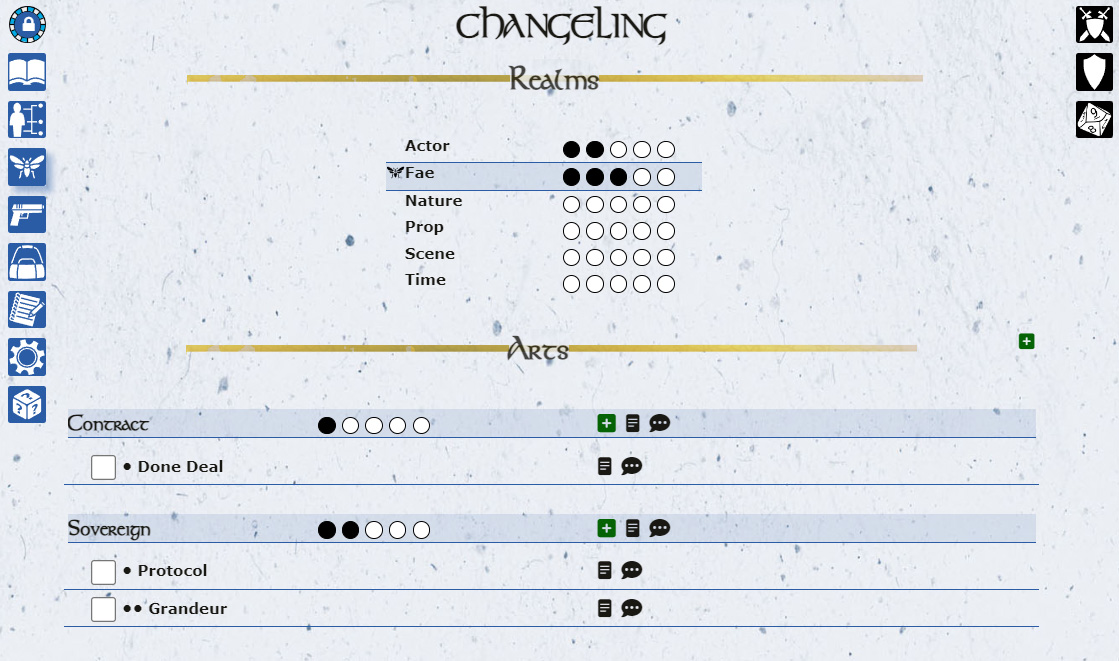 Changeling
Realms
Actor
Fae
Nature
Prop
Scene
Time
Arts
Contract
• Done Deal
Sovereign
• Protocol
•• Grandeur